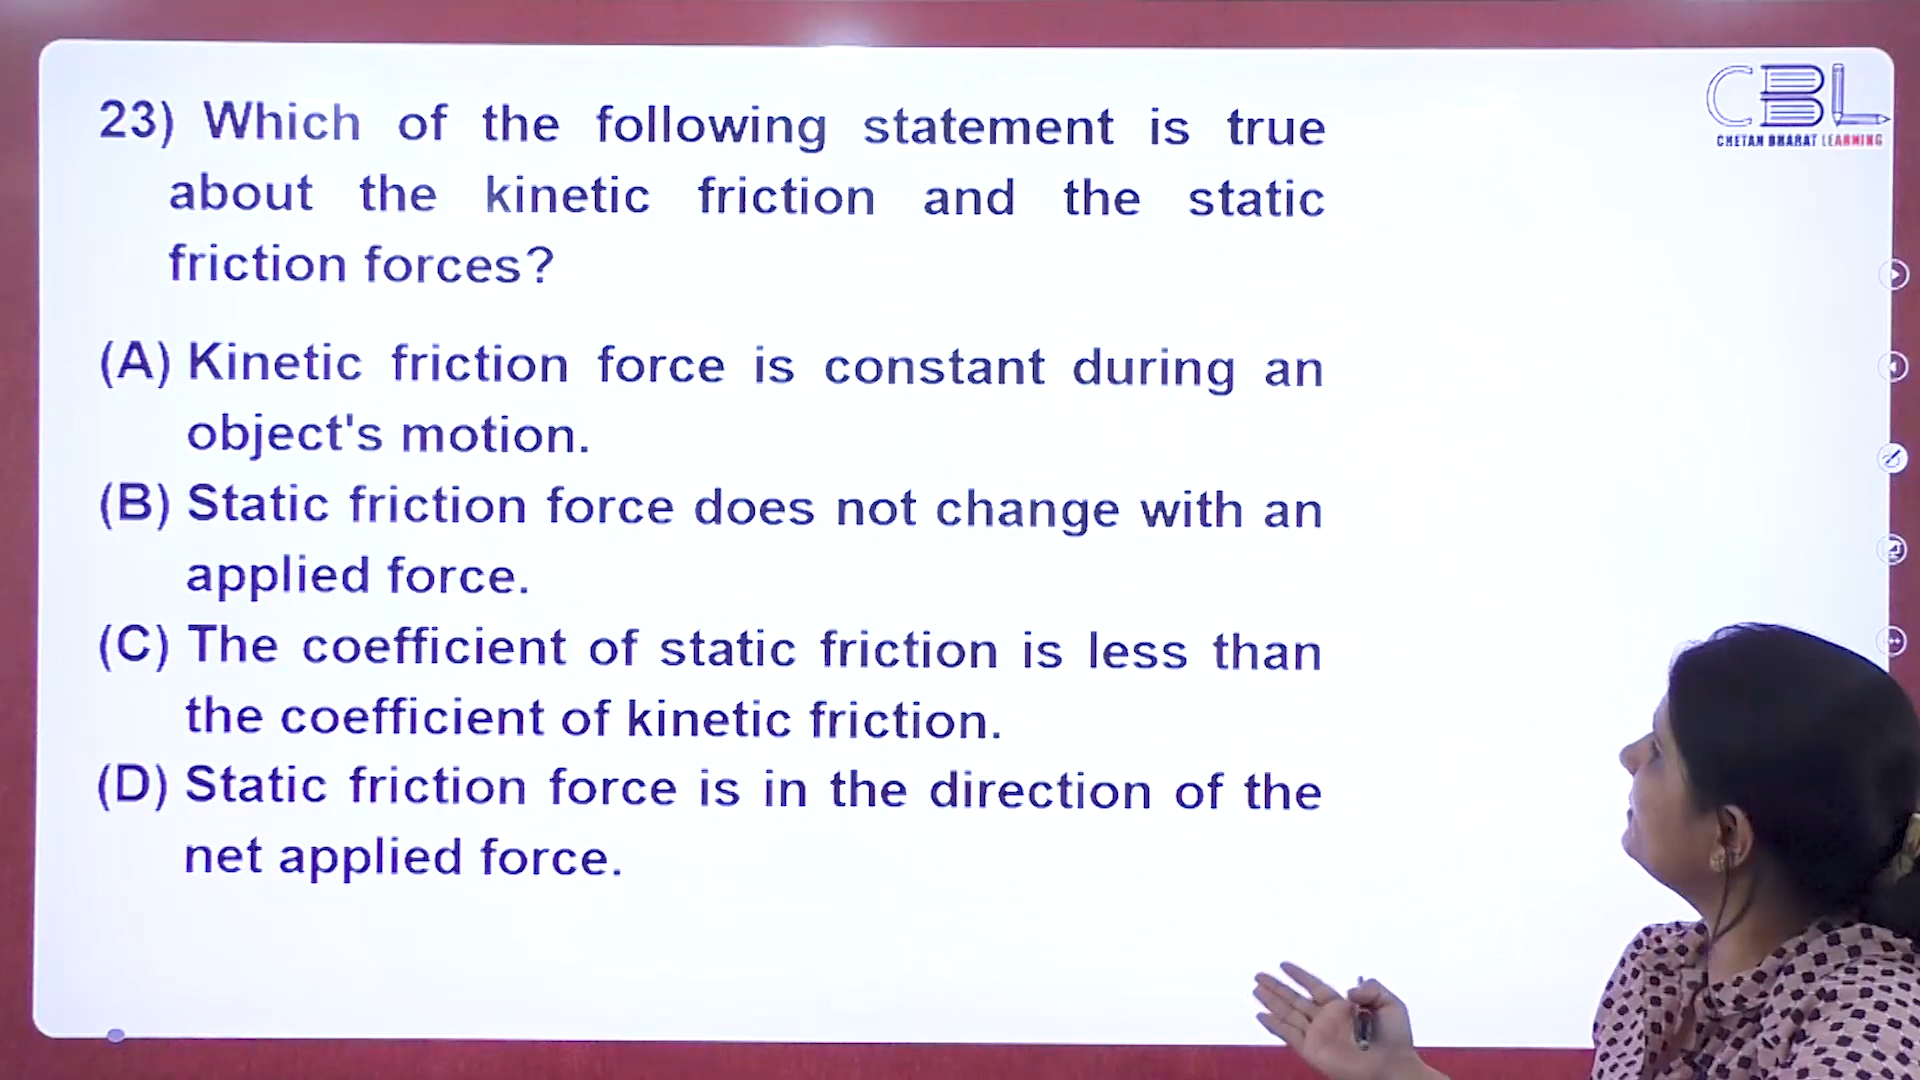 CBL
CHETAN BHARAT LEARNING
23) Which of the following statement is true
about the kinetic friction and the static
friction forces?
(A) Kinetic friction force is constant during an
object's motion.
(B) Static friction force does not change with an
applied force.
(C) The coefficient of static friction is less than
the coefficient of kinetic friction.
(D) Static friction force is in the direction of the
net applied force.